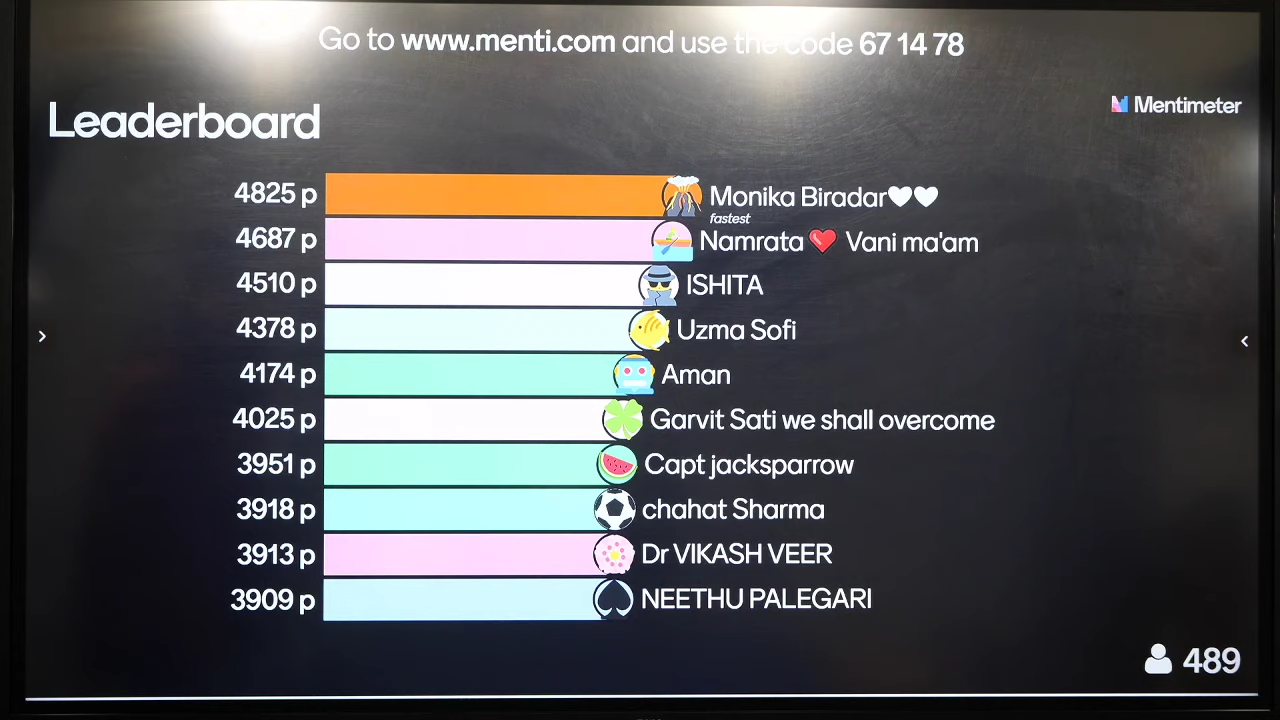 Go to www.menti.com and use the code 67 14 78
Mentimeter
Leaderboard
4825 p Monika Biradar🤍🤍
fastest
4687 p Namrata ❤️ Vani ma'am
4510 p ISHITA
4378 p Uzma Sofi
4174 p Aman
4025 p Garvit Sati we shall overcome
3951 p Capt jacksparrow
3918 p chahat Sharma
3913 p Dr VIKASH VEER
3909 p NEETHU PALEGARI
489